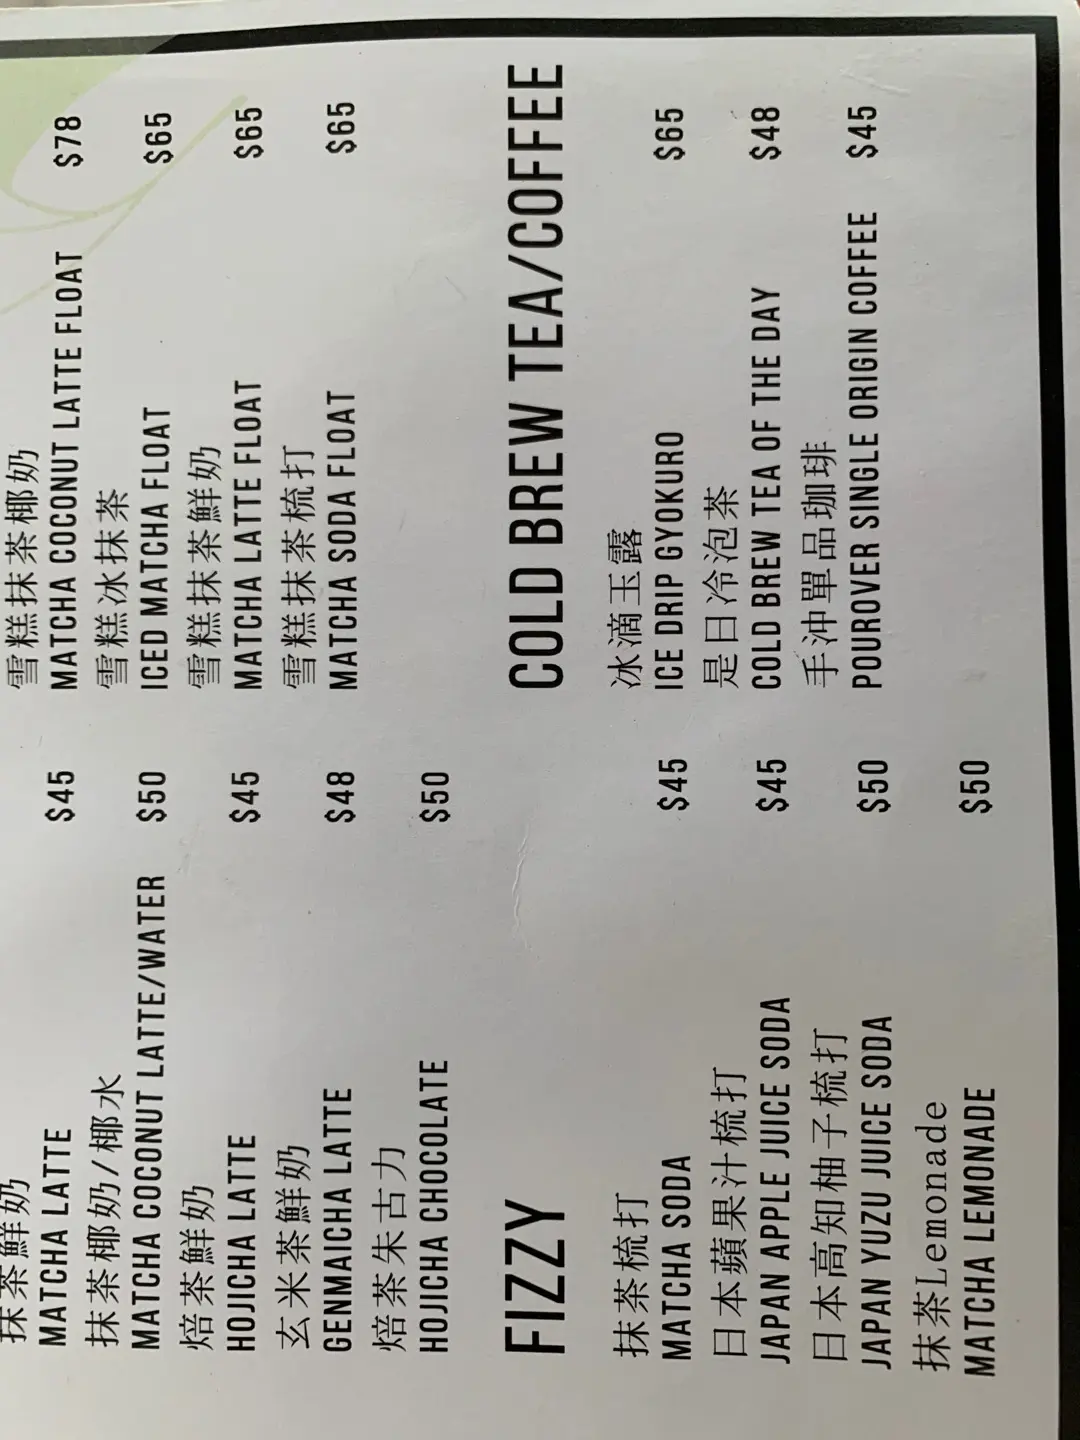 抹茶鮮奶
MATCHA LATTE $45
抹茶椰奶/椰水
MATCHA COCONUT LATTE/WATER $50
焙茶鮮奶
HOJICHA LATTE $45
玄米茶鮮奶
GENMAICHA LATTE $48
焙茶朱古力
HOJICHA CHOCOLATE $50
FIZZY
抹茶梳打
MATCHA SODA $45
日本蘋果汁梳打
JAPAN APPLE JUICE SODA $45
日本高知柚子梳打
JAPAN YUZU JUICE SODA $50
抹茶Lemonade
MATCHA LEMONADE $50
雪糕抹茶椰奶
MATCHA COCONUT LATTE FLOAT $78
雪糕冰抹茶
ICED MATCHA FLOAT $65
雪糕抹茶鮮奶
MATCHA LATTE FLOAT $65
雪糕抹茶梳打
MATCHA SODA FLOAT $65
COLD BREW TEA/COFFEE
冰滴玉露
ICE DRIP GYOKURO $65
是日冷泡茶
COLD BREW TEA OF THE DAY $48
手沖單品珈琲
POUROVER SINGLE ORIGIN COFFEE $45